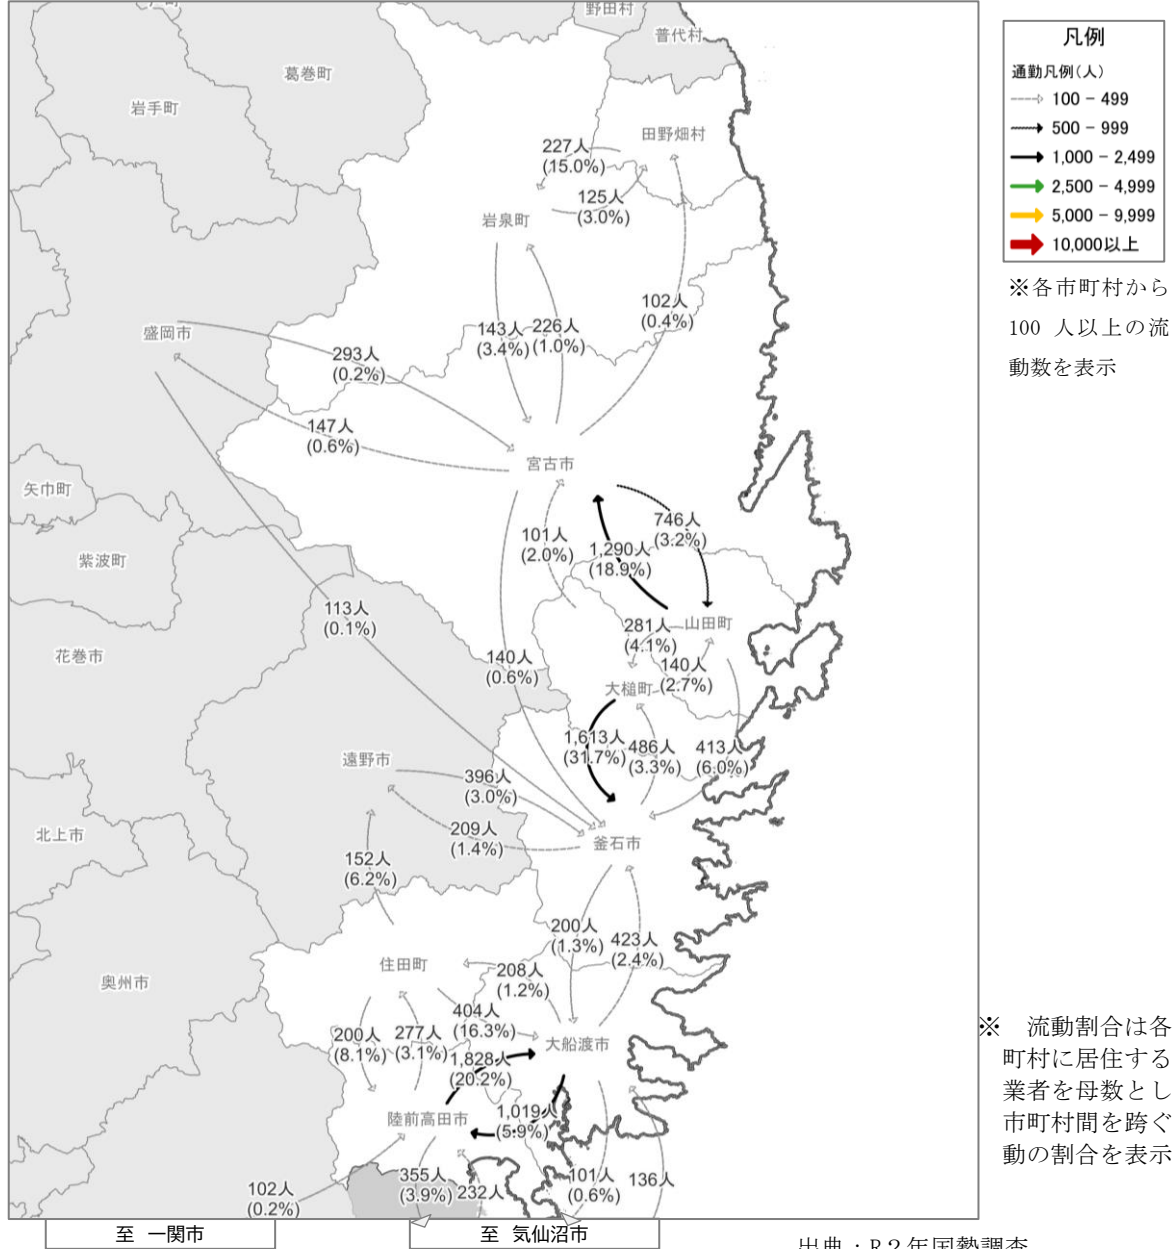 野田村
普代村
葛巻町
岩手町
田野畑村
227人
(15.0%)
125人
(3.0%)
岩泉町
102人
(0.4%)
143人
(3.4%)
226人
(1.0%)
盛岡市
293人
(0.2%)
147人
(0.6%)
宮古市
矢巾町
746人
(3.2%)
101人
(2.0%)
1,290人
(18.9%)
紫波町
113人
(0.1%)
281人
(4.1%)
山田町
花巻市
140人
(0.6%)
140人
(2.7%)
大槌町
1,613人
(31.7%)
486人
(3.3%)
413人
(6.0%)
遠野市
396人
(3.0%)
209人
(1.4%)
釜石市
北上市
152人
(6.2%)
200人
(1.3%)
423人
(2.4%)
住田町
208人
(1.2%)
奥州市
404人
(16.3%)
200人
(8.1%)
277人
(3.1%)
大船渡市
1,828人
(20.2%)
陸前高田市
1,019人
(5.9%)
355人
(3.9%)
232人
101人
(0.6%)
136人
102人
(0.2%)
至 一関市
至 気仙沼市
凡例
通勤凡例(人)
100 - 499
500 - 999
1,000 - 2,499
2,500 - 4,999
5,000 - 9,999
10,000以上
※各市町村から
100 人以上の流
動数を表示
※ 流動割合は各
町村に居住する
業者を母数とし
市町村間を跨ぐ
動の割合を表示
出典：R２年国勢調査